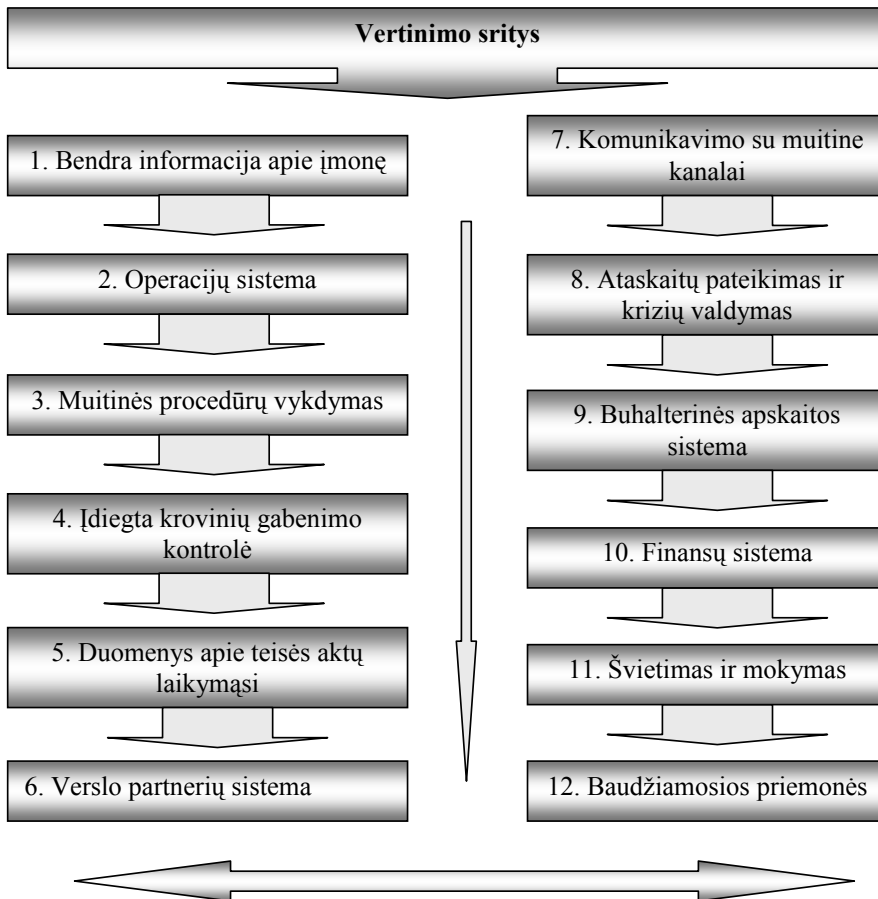 Vertinimo sritys
1. Bendra informacija apie įmonę
2. Operacijų sistema
3. Muitinės procedūrų vykdymas
4. Įdiegta krovinių gabenimo
kontrolė
5. Duomenys apie teisės aktų
laikymąsi
6. Verslo partnerių sistema
7. Komunikavimo su muitine
kanalai
8. Ataskaitų pateikimas ir
krizių valdymas
9. Buhalterinės apskaitos
sistema
10. Finansų sistema
11. Švietimas ir mokymas
12. Baudžiamosios priemonės